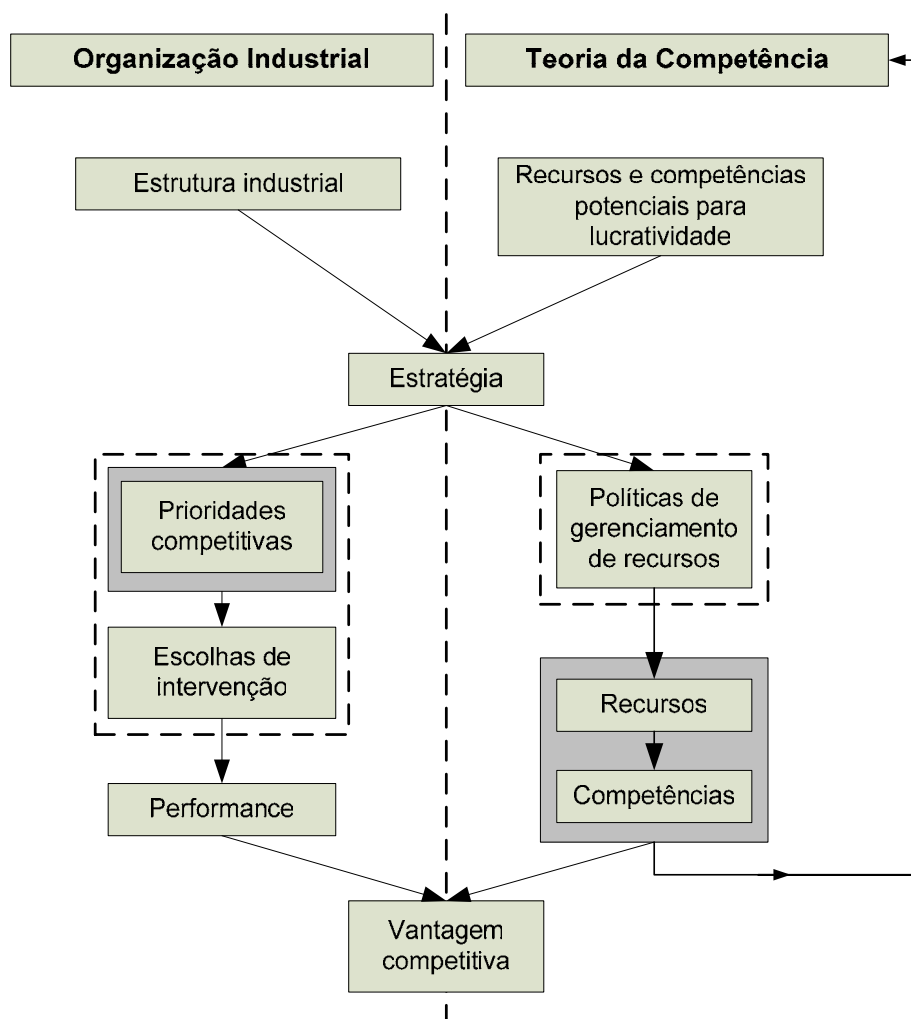 Organização Industrial
Teoria da Competência
Estrutura industrial
Recursos e competências
potenciais para
lucratividade
Estratégia
Prioridades
competitivas
Políticas de
gerenciamento
de recursos
Escolhas de
intervenção
Recursos
Competências
Performance
Vantagem
competitiva